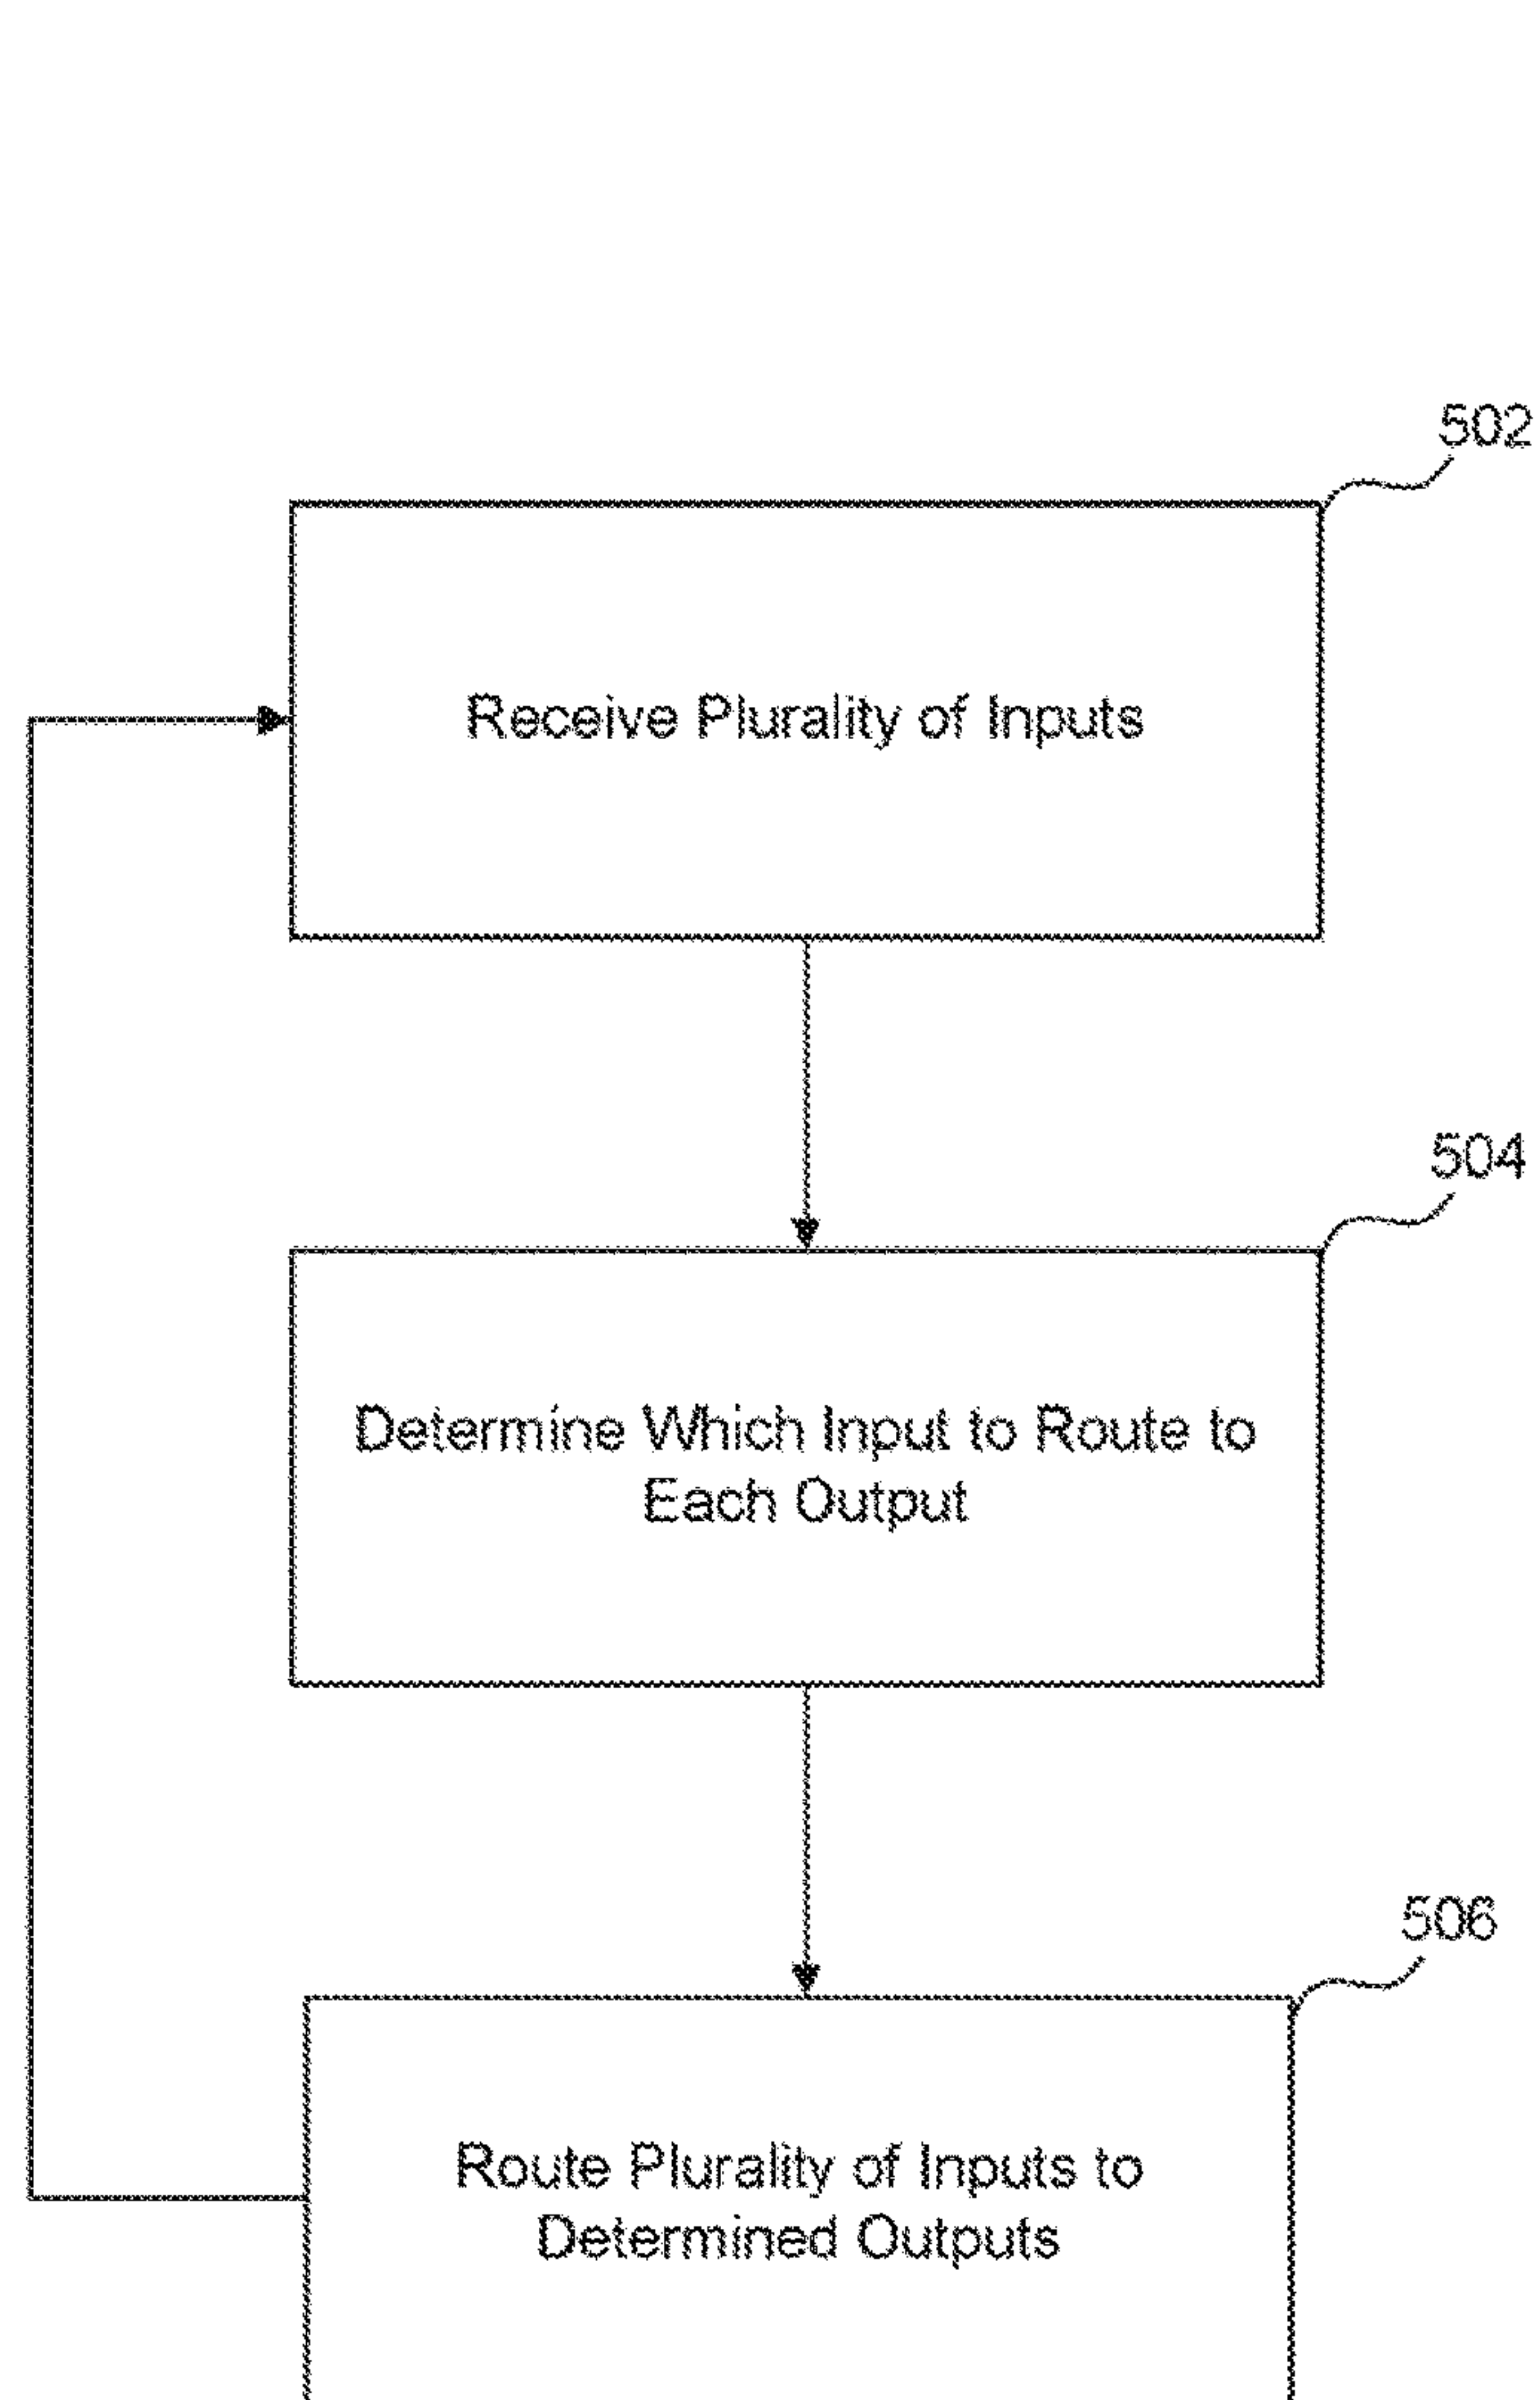 502
Receive Plurality of Inputs
504
Determine Which Input to Route to
Each Output
506
Route Plurality of Inputs to
Determined Outputs